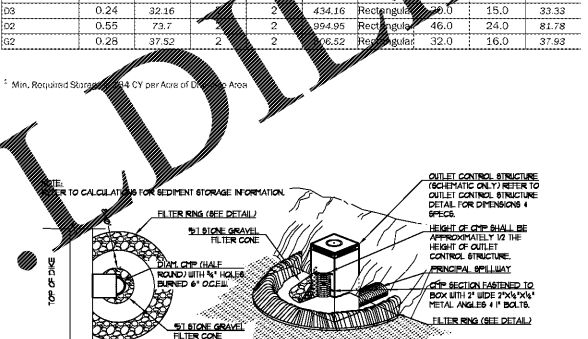 D3 0.24 32.16 2 434.16 Rectangular 15.0 33.33
O2 0.55 73.7 2 994.95 Rectangular 46.0 24.0 81.78
G2 0.28 37.52 2 2 506.52 Rectangular 32.0 16.0 37.93
Min. Required Storage 134 CY per Acre of Drainage Area
NOTE:
REFER TO CALCULATIONS FOR SEDIMENT STORAGE INFORMATION.
FILTER RING (SEE DETAIL)
#57 STONE GRAVEL
FILTER CONE
DIAM. CMP (HALF
ROUND) WITH ¾" HOLES
BURNED 6" O.C.E.W.
TOP OF DIKE
#57 STONE GRAVEL
FILTER CONE
OUTLET CONTROL STRUCTURE
(SCHEMATIC ONLY) REFER TO
OUTLET CONTROL STRUCTURE
DETAIL FOR DIMENSIONS &
SPECS.
HEIGHT OF CMP SHALL BE
APPROXIMATELY 1/2 THE
HEIGHT OF OUTLET
CONTROL STRUCTURE.
PRINCIPAL SPILLWAY
CMP SECTION FASTENED TO
BOX WITH 2" WIDE 2"X¼"X¼"
METAL ANGLES & 1" BOLTS.
FILTER RING (SEE DETAIL)